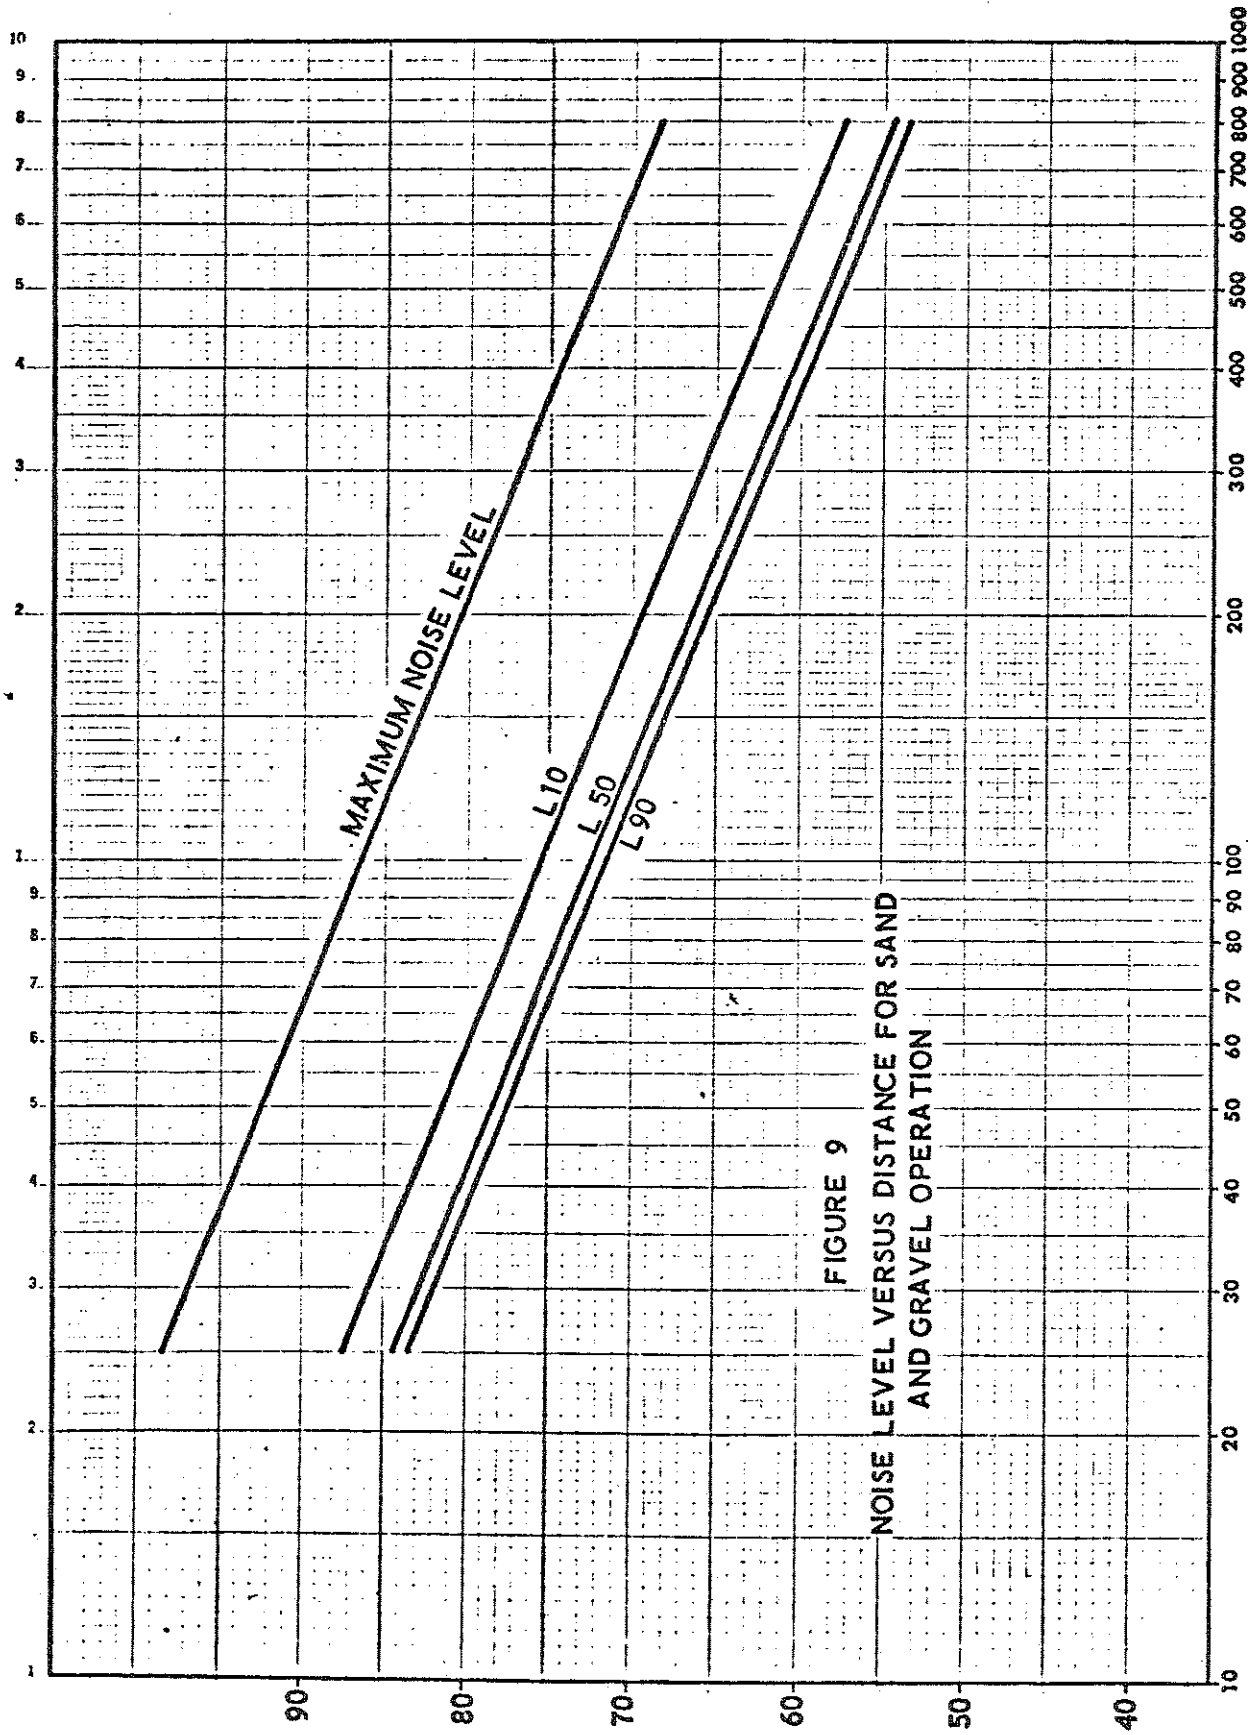 MAXIMUM NOISE LEVEL
L10
L 50
L 90
FIGURE 9
NOISE LEVEL VERSUS DISTANCE FOR SAND
AND GRAVEL OPERATION
90
80
70
60
50
40
10 20 30 40 50 60 70 80 90 100 200 300 400 500 600 700 800 900 1000
1 2 3 4 5 6 7 8 9 1 2 3 4 5 6 7 8 9 10